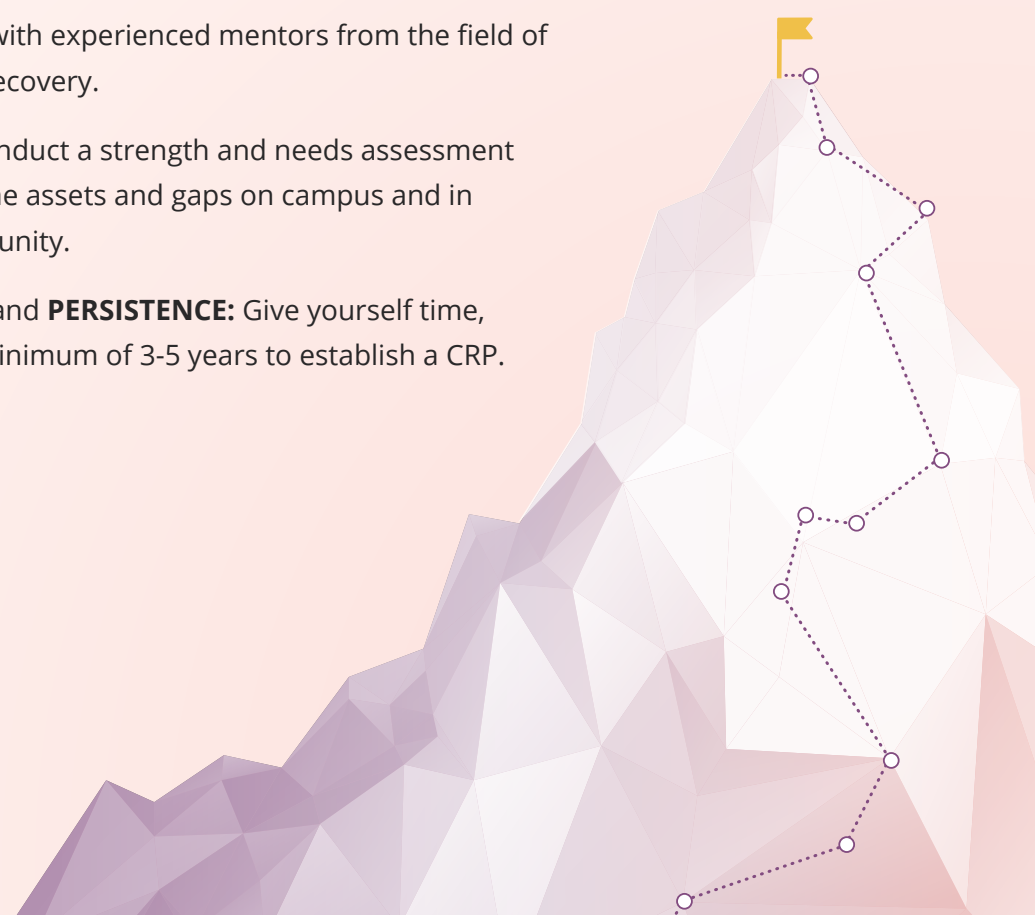 with experienced mentors from the field of
ecovery.
nduct a strength and needs assessment
e assets and gaps on campus and in
unity.
and PERSISTENCE: Give yourself time,
inimum of 3-5 years to establish a CRP.